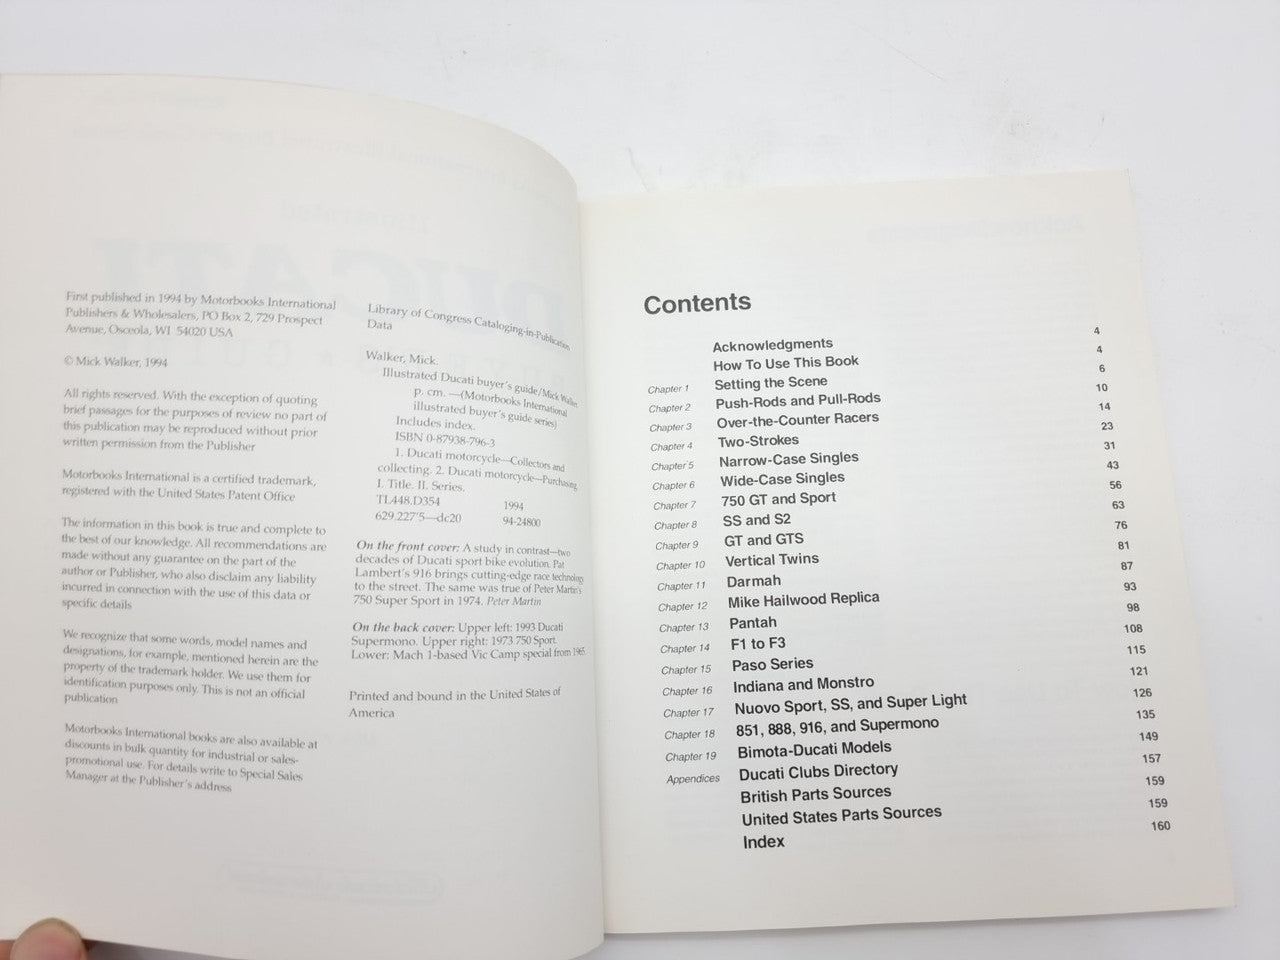 First published in 1994 by Motorbooks International
Publishers & Wholesalers, PO Box 2, 729 Prospect
Avenue, Osceola, WI 54020 USA
© Mick Walker, 1994
All rights reserved. With the exception of quoting
brief passages for the purposes of review no part of
this publication may be reproduced without prior
written permission from the Publisher
Motorbooks International is a certified trademark,
registered with the United States Patent Office
The information in this book is true and complete to
the best of our knowledge. All recommendations are
made without any guarantee on the part of the
author or Publisher, who also disclaim any liability
incurred in connection with the use of this data or
specific details
We recognize that some words, model names and
designations, for example, mentioned herein are the
property of the trademark holder. We use them for
identification purposes only. This is not an official
publication
Motorbooks International books are also available at
discounts in bulk quantity for industrial or sales-
promotional use. For details write to Special Sales
Manager at the Publisher's address
Library of Congress Cataloging-in-Publication
Data
Walker, Mick.
Illustrated Ducati buyer's guide/Mick Walker.
p. cm. —(Motorbooks International
illustrated buyer's guide series)
Includes index.
ISBN 0-87938-796-3
1. Ducati motorcycle—Collectors and
collecting. 2. Ducati motorcycle—Purchasing
I. Title. II. Series.
TL448.D354 1994
629.227'5—dc20 94-24800
On the front cover: A study in contrast—two
decades of Ducati sport bike evolution. Pat
Lambert's 916 brings cutting-edge race technology
to the street. The same was true of Peter Martin's
750 Super Sport in 1974. Peter Martin
On the back cover: Upper left: 1993 Ducati
Supermono. Upper right: 1973 750 Sport.
Lower: Mach 1-based Vic Camp special from 1965.
Printed and bound in the United States of
America
Contents
Acknowledgments 4
How To Use This Book 4
Chapter 1 Setting the Scene 6
Chapter 2 Push-Rods and Pull-Rods 10
Chapter 3 Over-the-Counter Racers 14
Chapter 4 Two-Strokes 23
Chapter 5 Narrow-Case Singles 31
Chapter 6 Wide-Case Singles 43
Chapter 7 750 GT and Sport 56
Chapter 8 SS and S2 63
Chapter 9 GT and GTS 76
Chapter 10 Vertical Twins 81
Chapter 11 Darmah 87
Chapter 12 Mike Hailwood Replica 93
Chapter 13 Pantah 98
Chapter 14 F1 to F3 108
Chapter 15 Paso Series 115
Chapter 16 Indiana and Monstro 121
Chapter 17 Nuovo Sport, SS, and Super Light 126
Chapter 18 851, 888, 916, and Supermono 135
Chapter 19 Bimota-Ducati Models 149
Appendices Ducati Clubs Directory 157
British Parts Sources 159
United States Parts Sources 159
Index 160